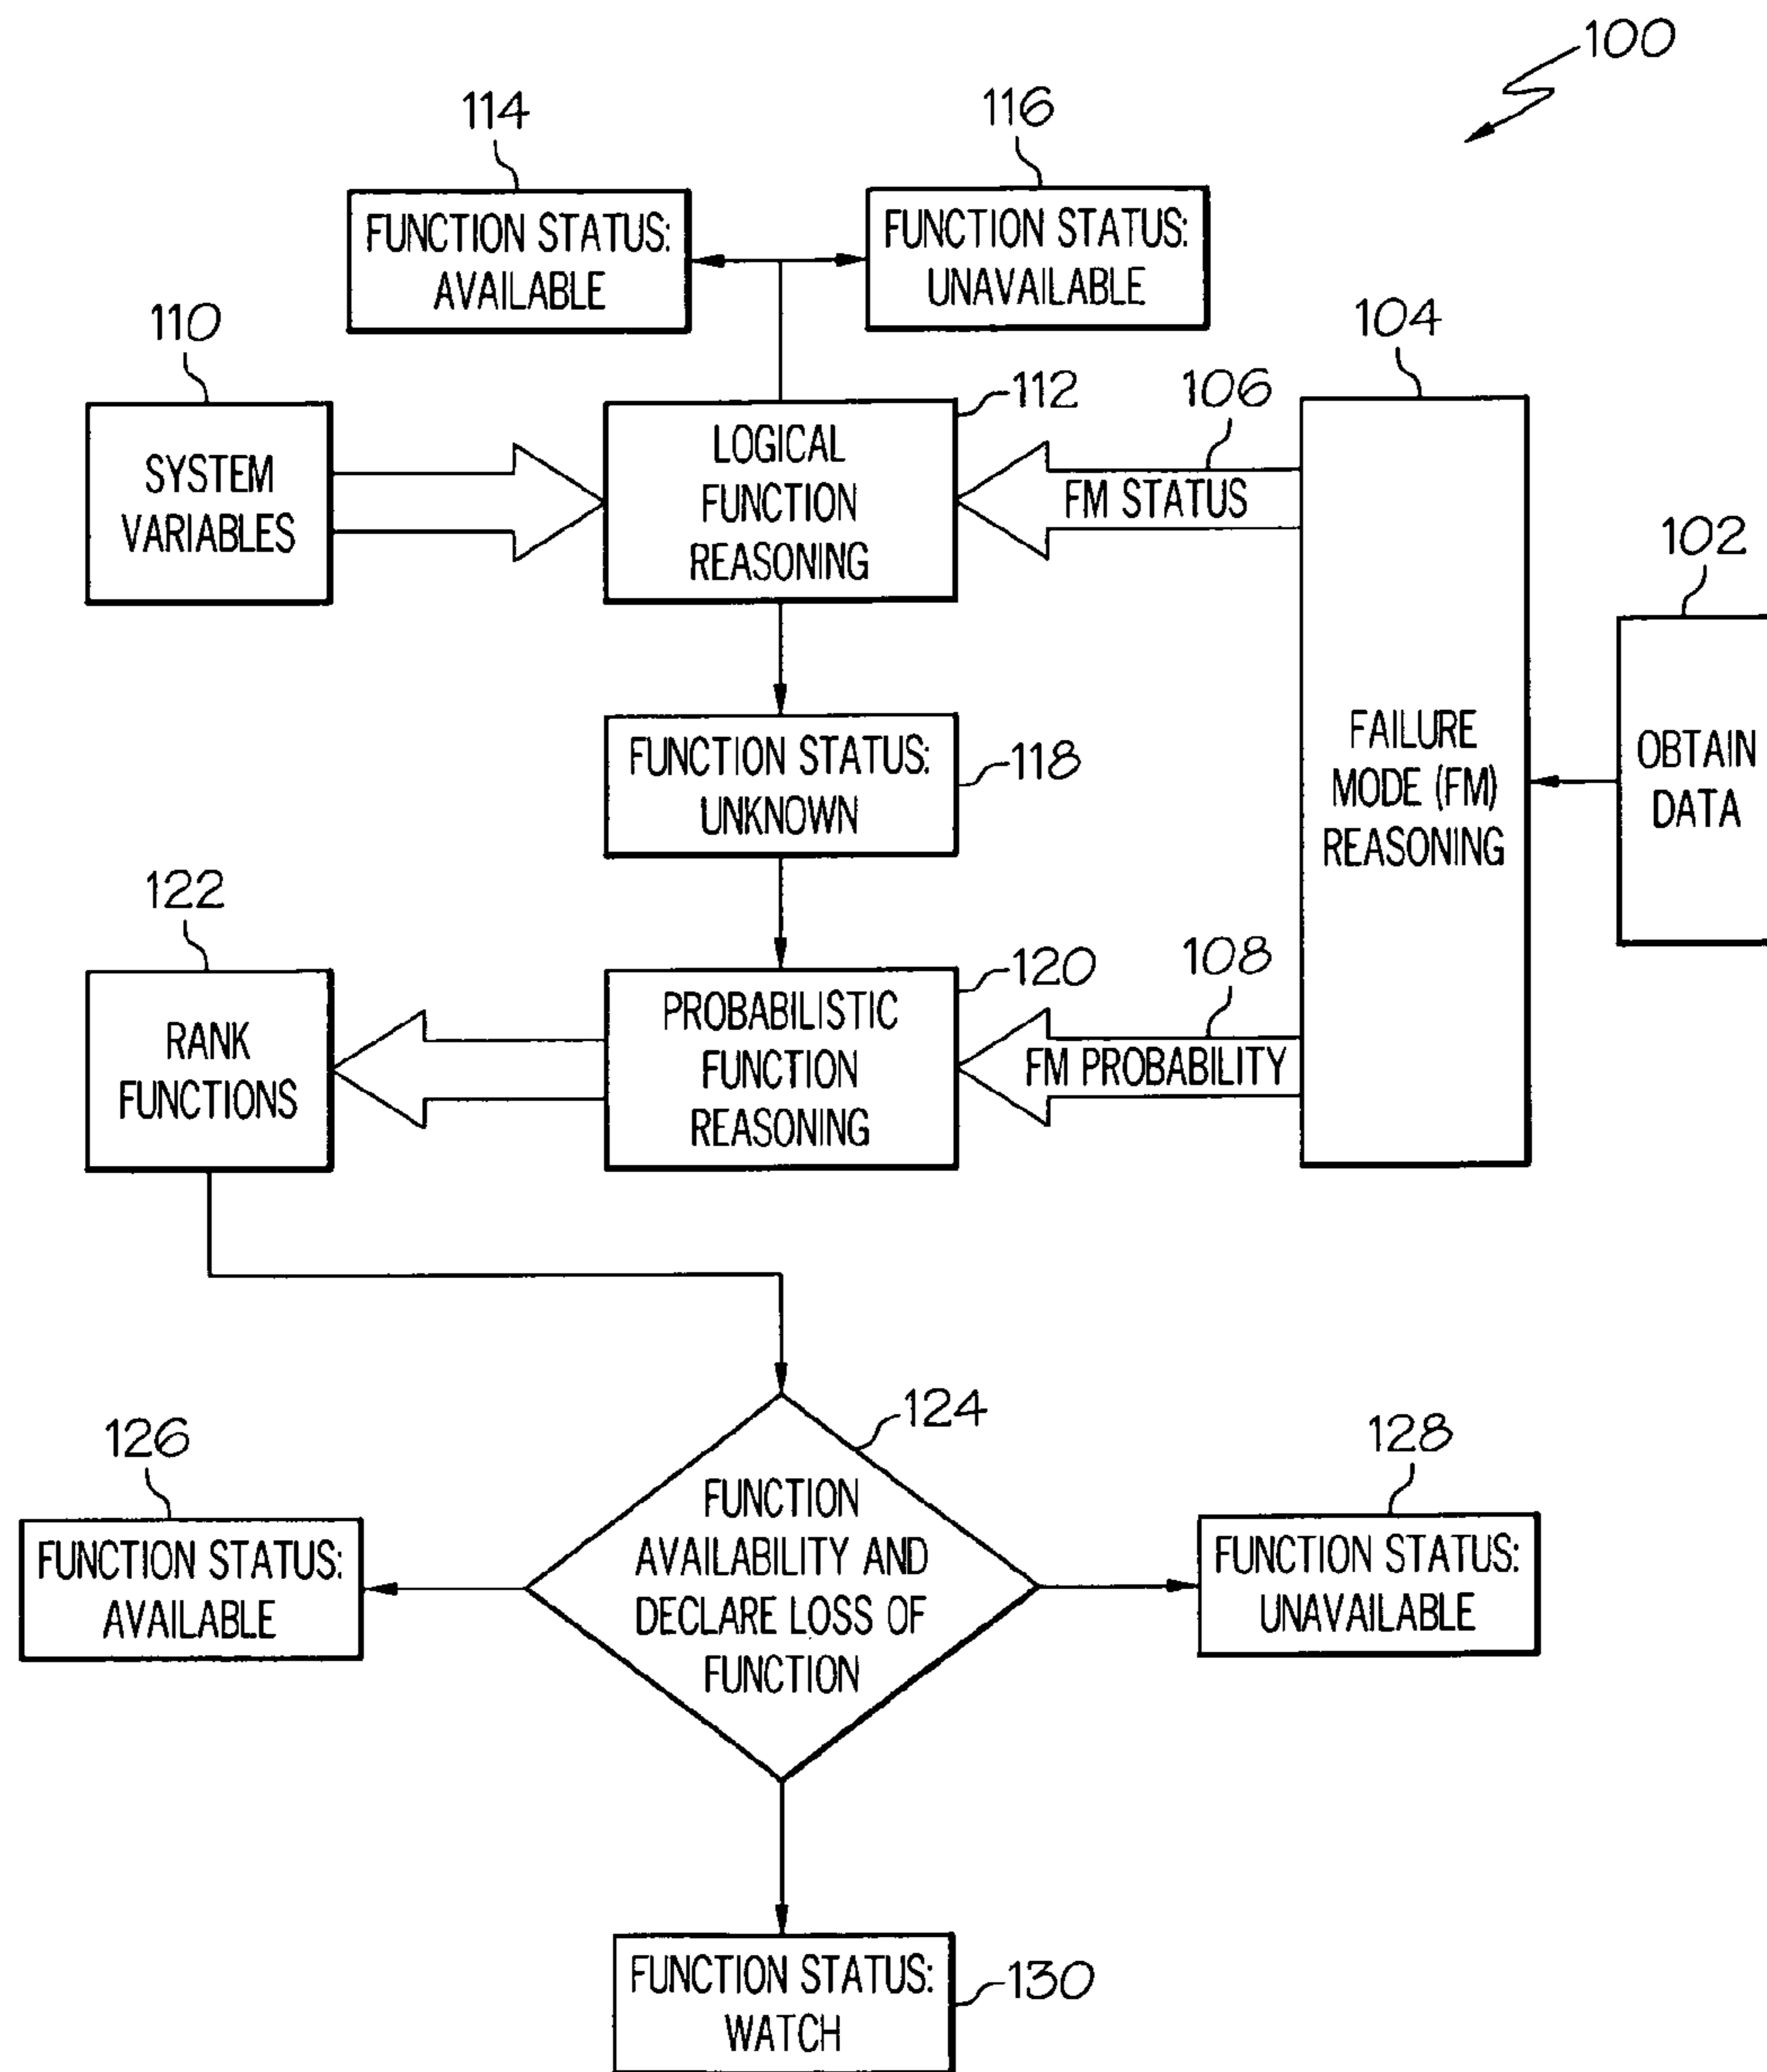 100
114
116
FUNCTION STATUS:
AVAILABLE
FUNCTION STATUS:
UNAVAILABLE
110
104
SYSTEM
VARIABLES
112
LOGICAL
FUNCTION
REASONING
106
FM STATUS
102
OBTAIN
DATA
FAILURE
MODE (FM)
REASONING
FUNCTION STATUS:
UNKNOWN
118
122
RANK
FUNCTIONS
120
PROBABILISTIC
FUNCTION
REASONING
108
FM PROBABILITY
124
FUNCTION
AVAILABILITY AND
DECLARE LOSS OF
FUNCTION
126
FUNCTION STATUS:
AVAILABLE
128
FUNCTION STATUS:
UNAVAILABLE
FUNCTION STATUS:
WATCH
130